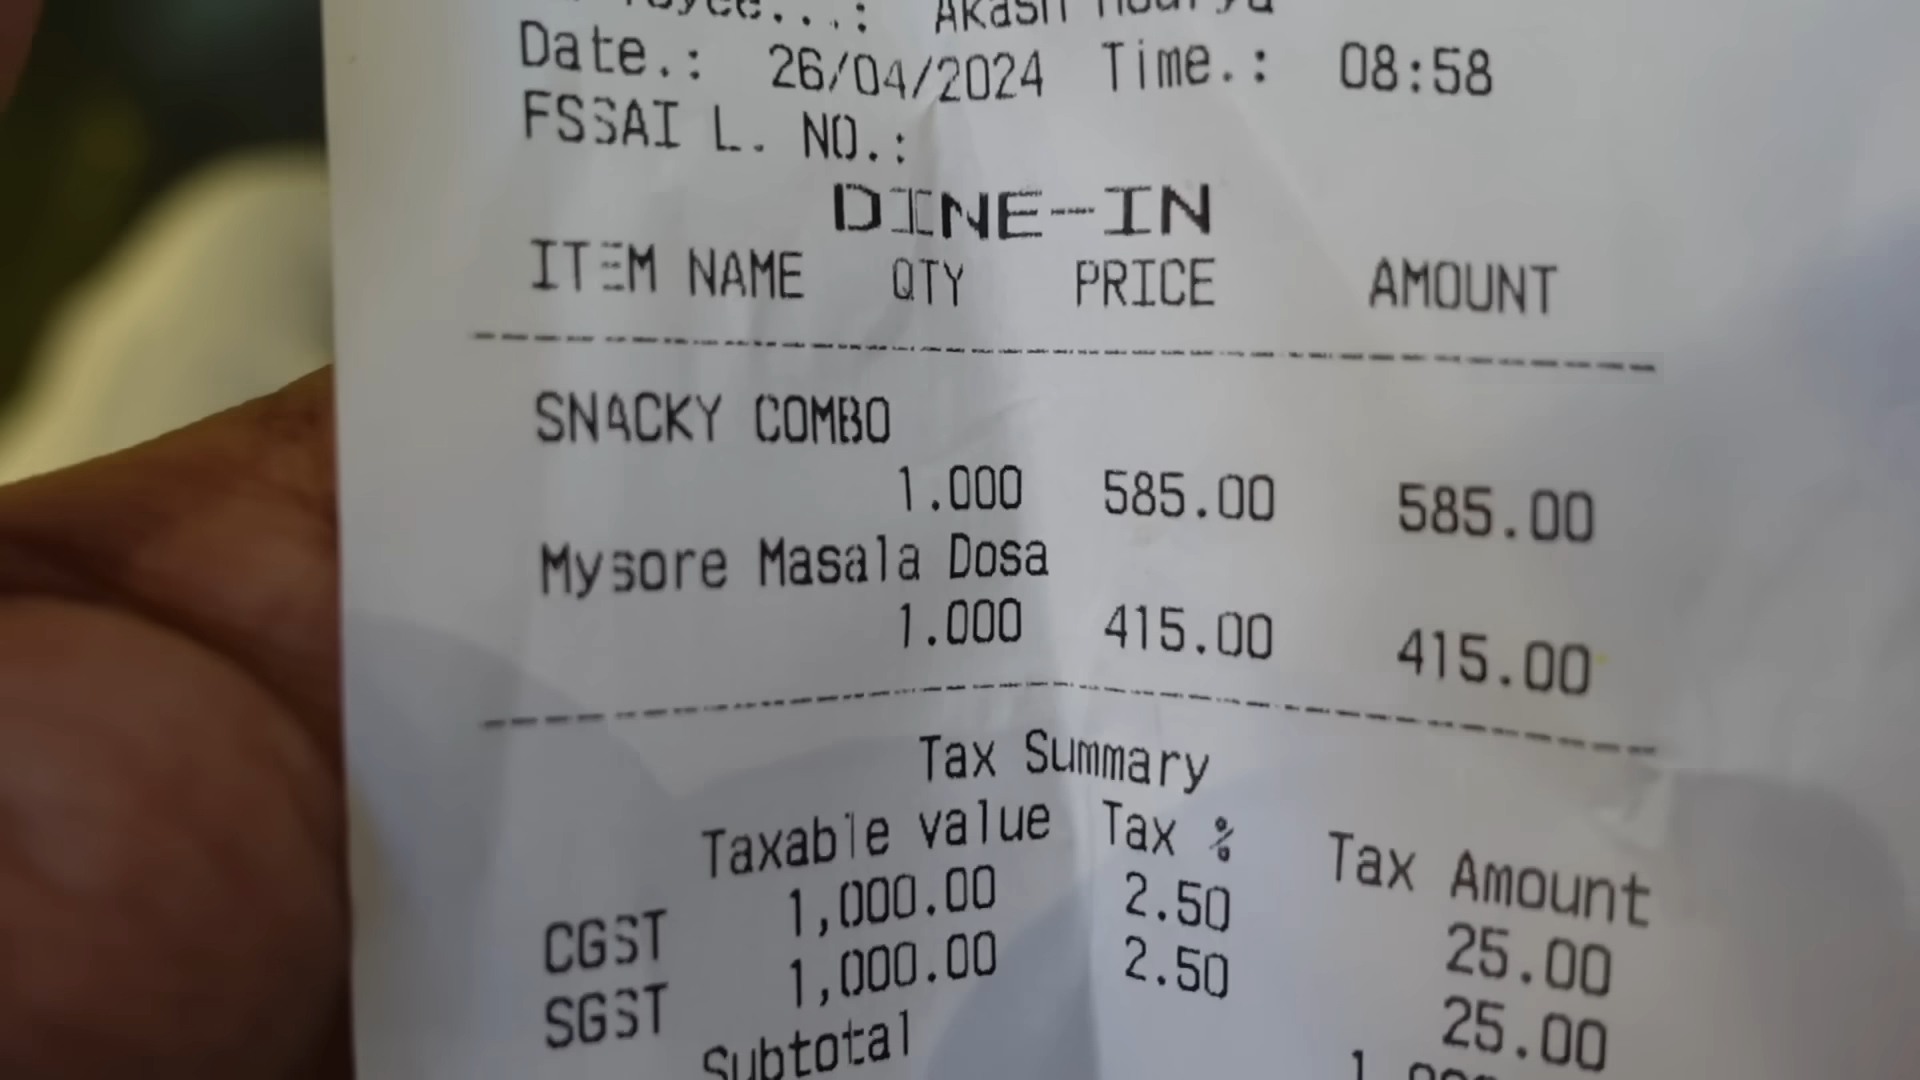 Date.: 26/04/2024 Time.: 08:58
FSSAI L. NO.:
DINE-IN
ITEM NAME QTY PRICE AMOUNT
SNACKY COMBO
1.000 585.00 585.00
Mysore Masala Dosa
1.000 415.00 415.00
Tax Summary
Taxable value Tax % Tax Amount
CGST 1,000.00 2.50 25.00
SGST 1,000.00 2.50 25.00
Subtotal